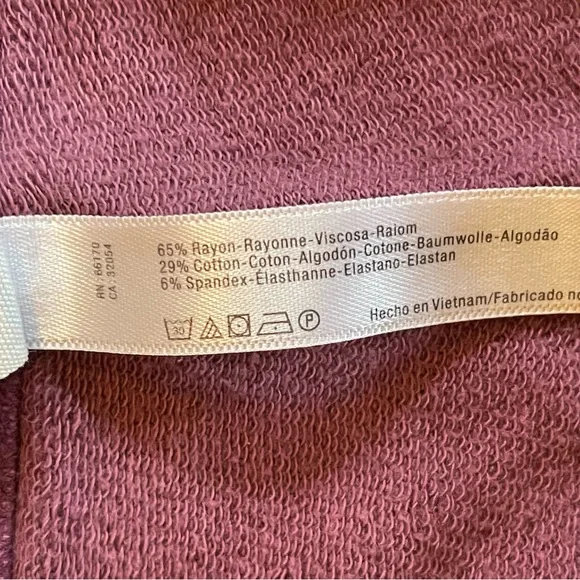 RN 66170
CA 32054
65% Rayon-Rayonne-Viscosa-Raiom
29% Cotton-Coton-Algodón-Cotone-Baumwolle-Algodão
6% Spandex-Élasthanne-Elastano-Elastan
30
P
Hecho en Vietnam/Fabricado no